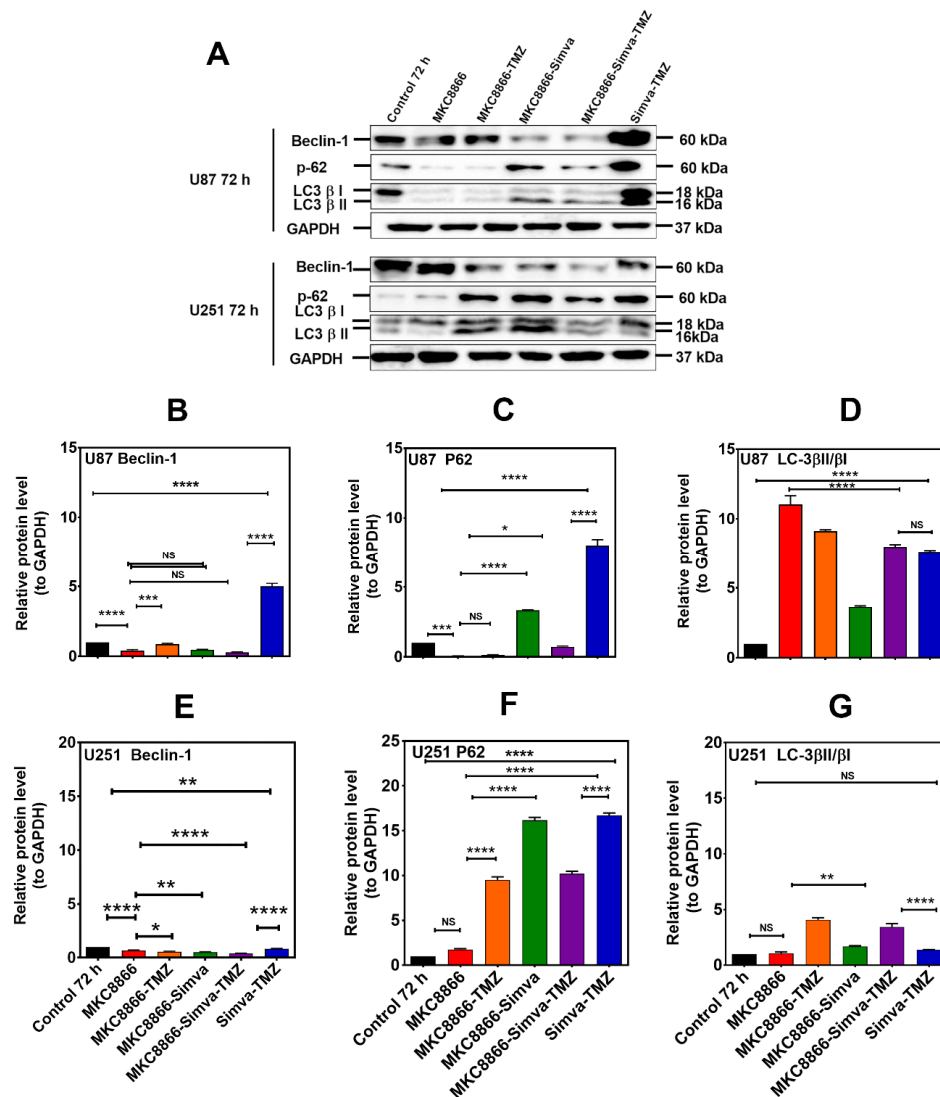 A
Control 72 h
MKC8866
MKC8866-TMZ
MKC8866-Simva
MKC8866-Simva-TMZ
Simva-TMZ
U87 72 h
Beclin-1
60 kDa
p-62
60 kDa
LC3 β I
18 kDa
LC3 β II
16 kDa
GAPDH
37 kDa
U251 72 h
Beclin-1
60 kDa
p-62
60 kDa
LC3 β I
18 kDa
LC3 β II
16kDa
GAPDH
37 kDa
B
U87 Beclin-1
Relative protein level
(to GAPDH)
15
10
5
0
****
****
NS
NS
***
****
C
U87 P62
Relative protein level
(to GAPDH)
15
10
5
0
****
*
****
****
NS
***
D
U87 LC-3βII/βI
Relative protein level
(to GAPDH)
15
10
5
0
****
****
NS
E
U251 Beclin-1
Relative protein level
(to GAPDH)
20
15
10
5
0
**
****
**
****
****
*
Control 72 h
MKC8866
MKC8866-TMZ
MKC8866-Simva
MKC8866-Simva-TMZ
Simva-TMZ
F
U251 P62
Relative protein level
(to GAPDH)
25
20
15
10
5
0
****
****
****
****
****
NS
Control 72 h
MKC8866
MKC8866-TMZ
MKC8866-Simva
MKC8866-Simva-TMZ
Simva-TMZ
G
U251 LC-3βII/βI
Relative protein level
(to GAPDH)
20
15
10
5
0
NS
**
****
NS
Control 72 h
MKC8866
MKC8866-TMZ
MKC8866-Simva
MKC8866-Simva-TMZ
Simva-TMZ